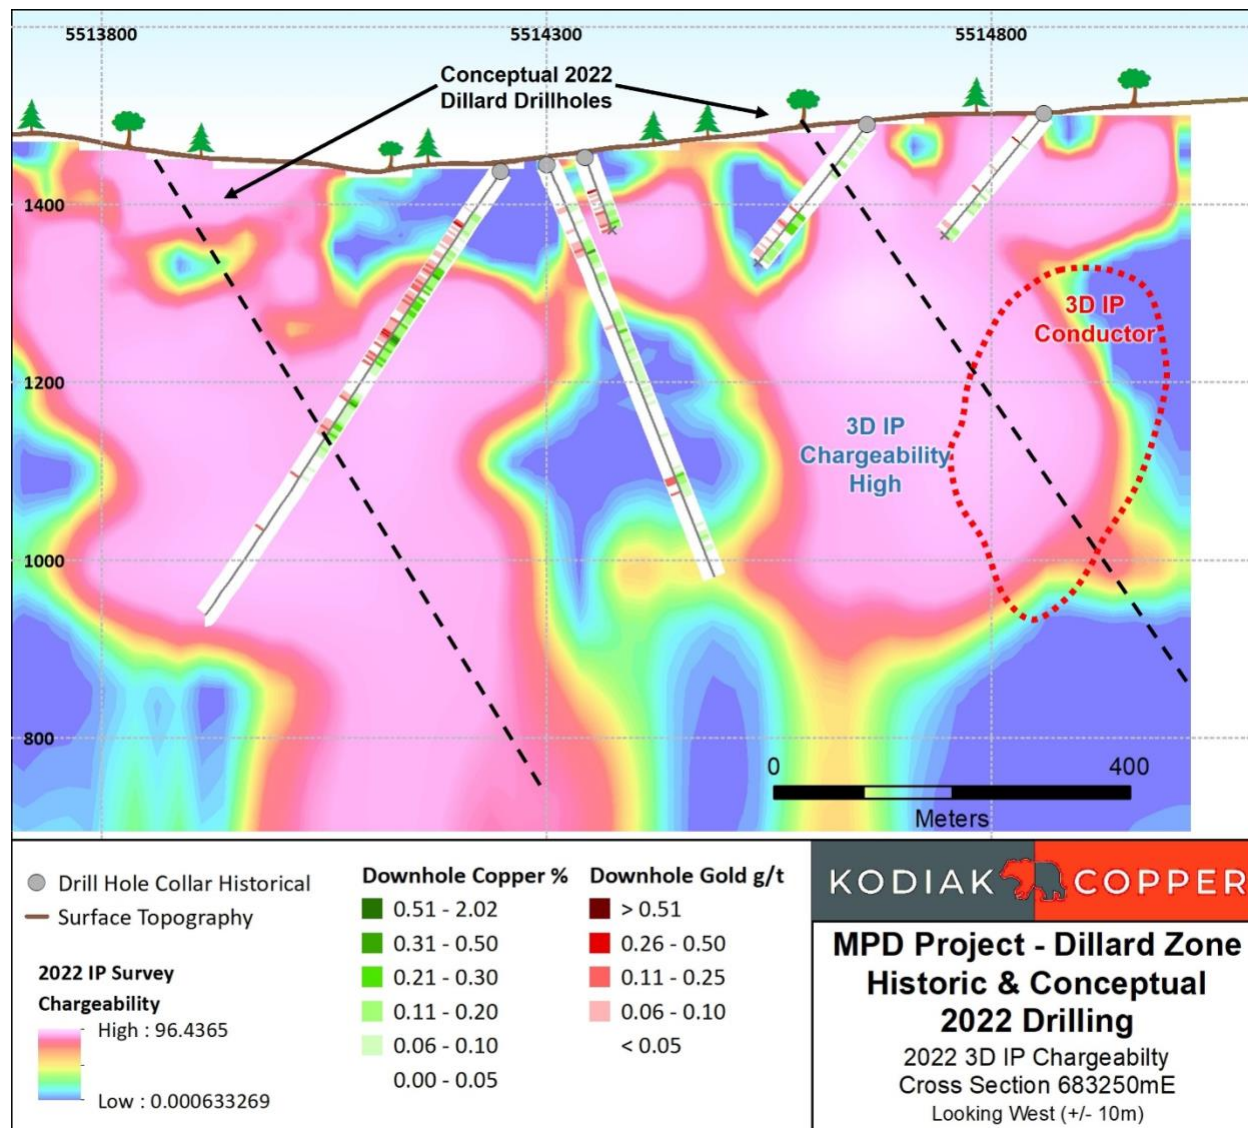 5513800
5514300
5514800
Conceptual 2022
Dillard Drillholes
1400
1200
1000
800
3D IP
Conductor
3D IP
Chargeability
High
0
400
Meters
Drill Hole Collar Historical
Surface Topography
2022 IP Survey
Chargeability
High : 96.4365
Low : 0.000633269
Downhole Copper %
0.51 - 2.02
0.31 - 0.50
0.21 - 0.30
0.11 - 0.20
0.06 - 0.10
0.00 - 0.05
Downhole Gold g/t
> 0.51
0.26 - 0.50
0.11 - 0.25
0.06 - 0.10
< 0.05
KODIAK COPPER
MPD Project - Dillard Zone
Historic & Conceptual
2022 Drilling
2022 3D IP Chargeabilty
Cross Section 683250mE
Looking West (+/- 10m)